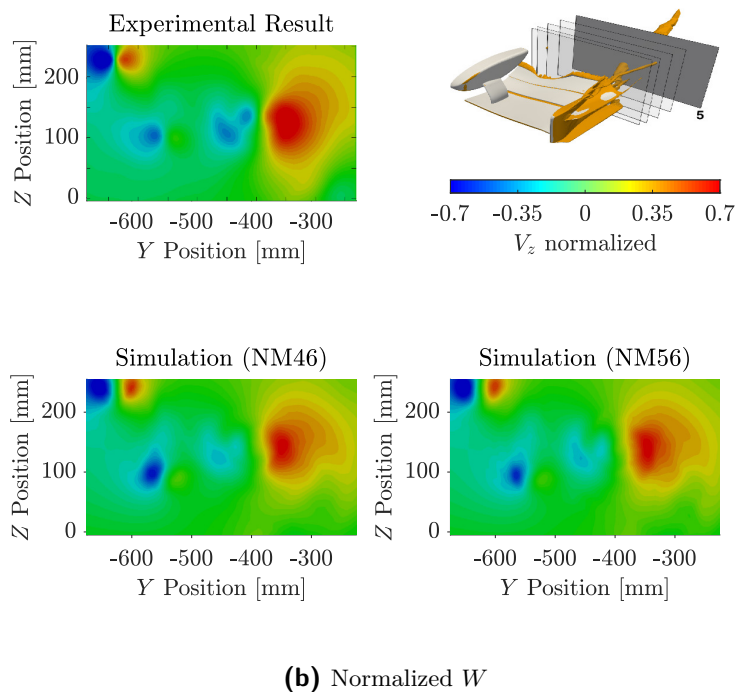 Experimental Result
Z Position [mm]
200
100
0
-600 -500 -400 -300
Y Position [mm]
5
-0.7 -0.35 0 0.35 0.7
V_z normalized
Simulation (NM46)
Z Position [mm]
200
100
0
-600 -500 -400 -300
Y Position [mm]
Simulation (NM56)
Z Position [mm]
200
100
0
-600 -500 -400 -300
Y Position [mm]
(b) Normalized W